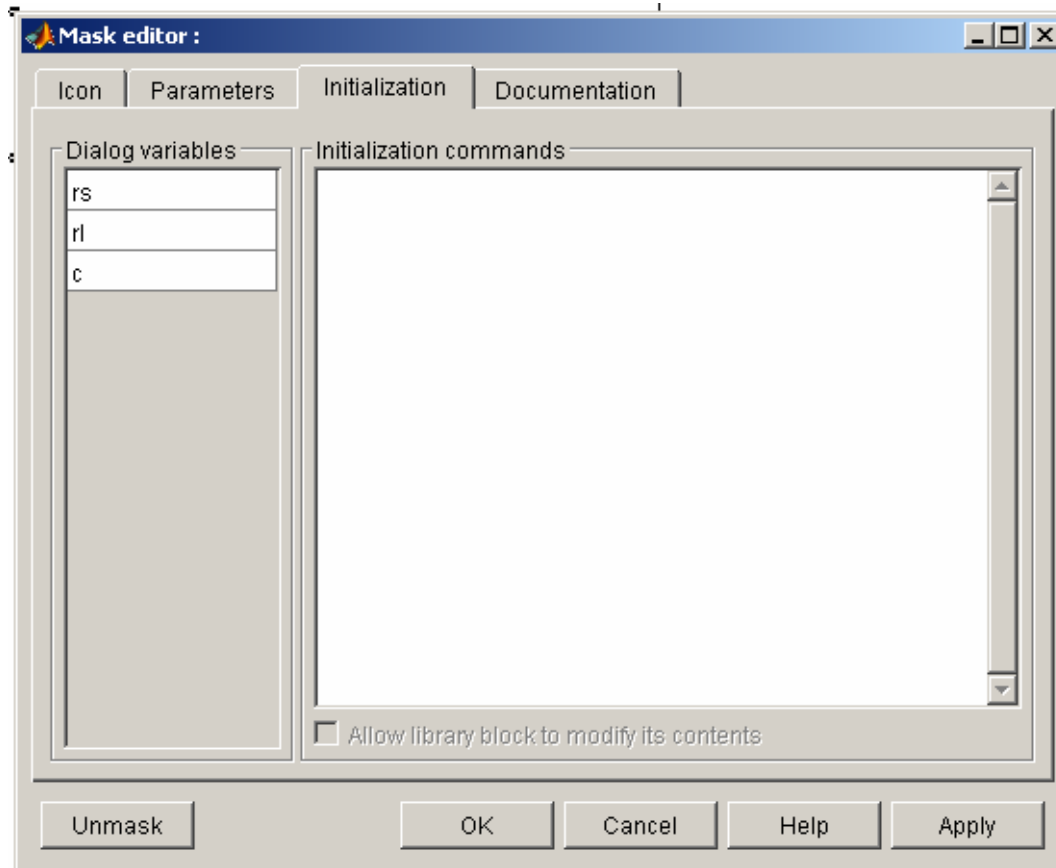 Mask editor :
Icon Parameters Initialization Documentation
Dialog variables Initialization commands
rs
rl
c
Allow library block to modify its contents
Unmask OK Cancel Help Apply